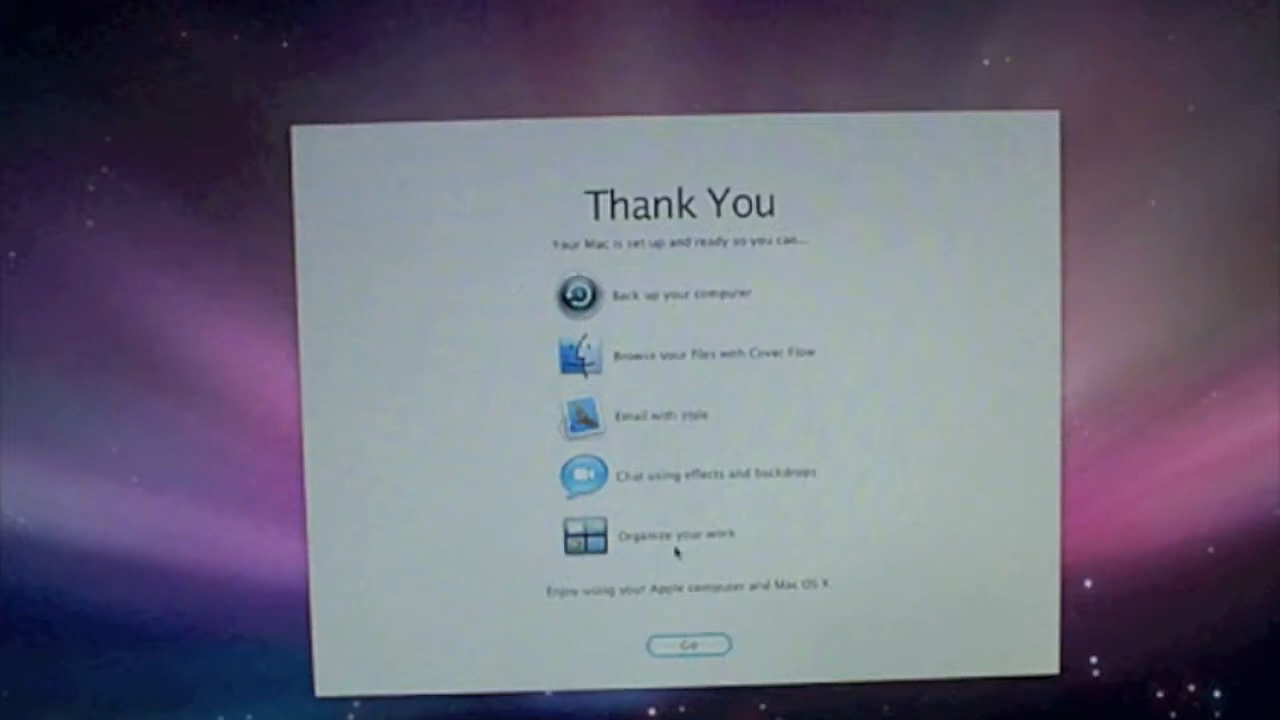 Thank You
Your Mac is set up and ready so you can...
Back up your computer
Browse your files with Cover Flow
Email with style
Chat using effects and backdrops
Organize your work
Enjoy using your Apple computer and Mac OS X
Go